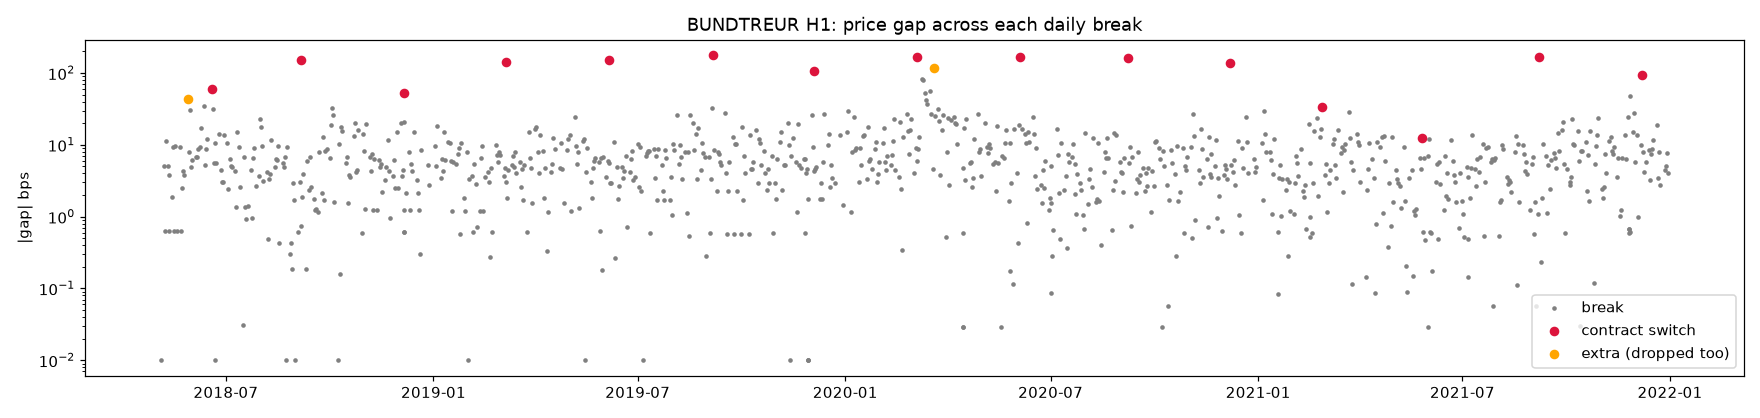 BUNDTREUR H1: price gap across each daily break
|gap| bps
10²
10¹
10⁰
10⁻¹
10⁻²
2018-07
2019-01
2019-07
2020-01
2020-07
2021-01
2021-07
2022-01
break
contract switch
extra (dropped too)